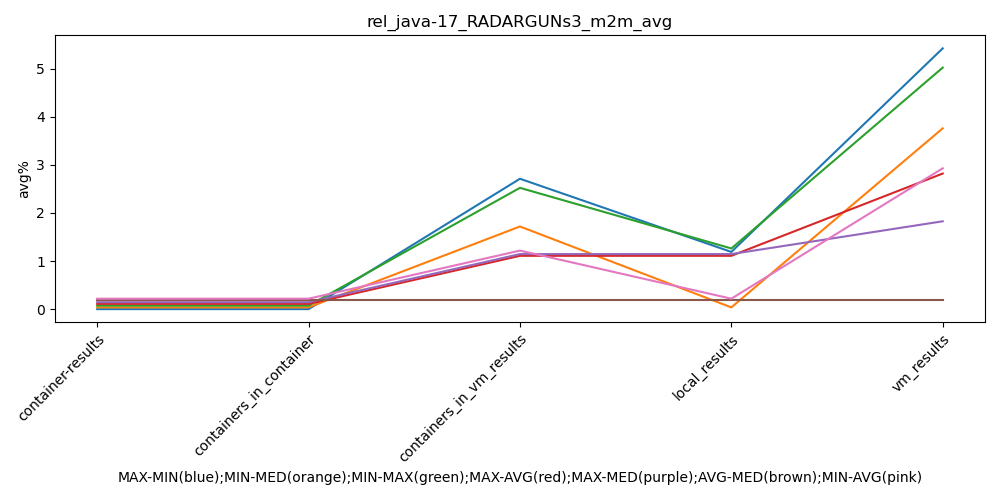 rel_java-17_RADARGUNs3_m2m_avg
avg%
5
4
3
2
1
0
container-results
containers_in_container
containers_in_vm_results
local_results
vm_results
MAX-MIN(blue);MIN-MED(orange);MIN-MAX(green);MAX-AVG(red);MAX-MED(purple);AVG-MED(brown);MIN-AVG(pink)